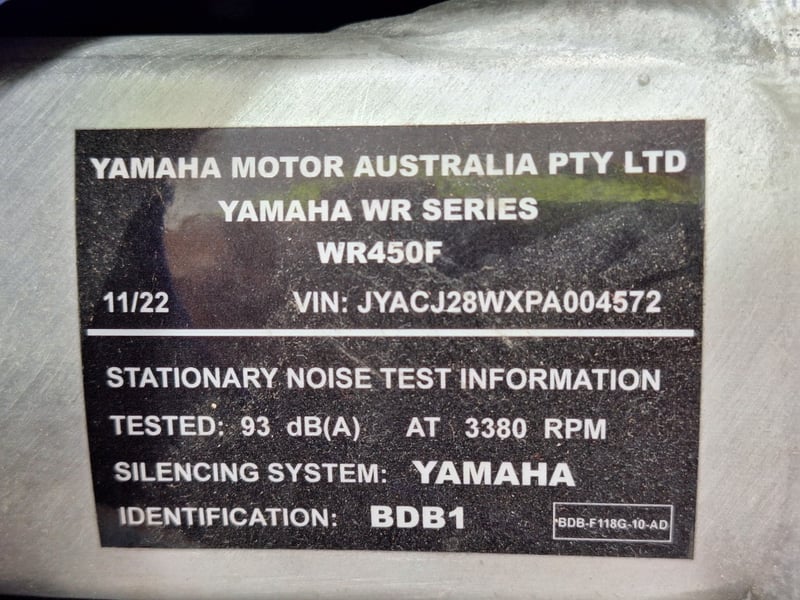 YAMAHA MOTOR AUSTRALIA PTY LTD
YAMAHA WR SERIES
WR450F
11/22 VIN: JYACJ28WXPA004572
STATIONARY NOISE TEST INFORMATION
TESTED: 93 dB(A) AT 3380 RPM
SILENCING SYSTEM: YAMAHA
IDENTIFICATION: BDB1
BDB-F118G-10-AD